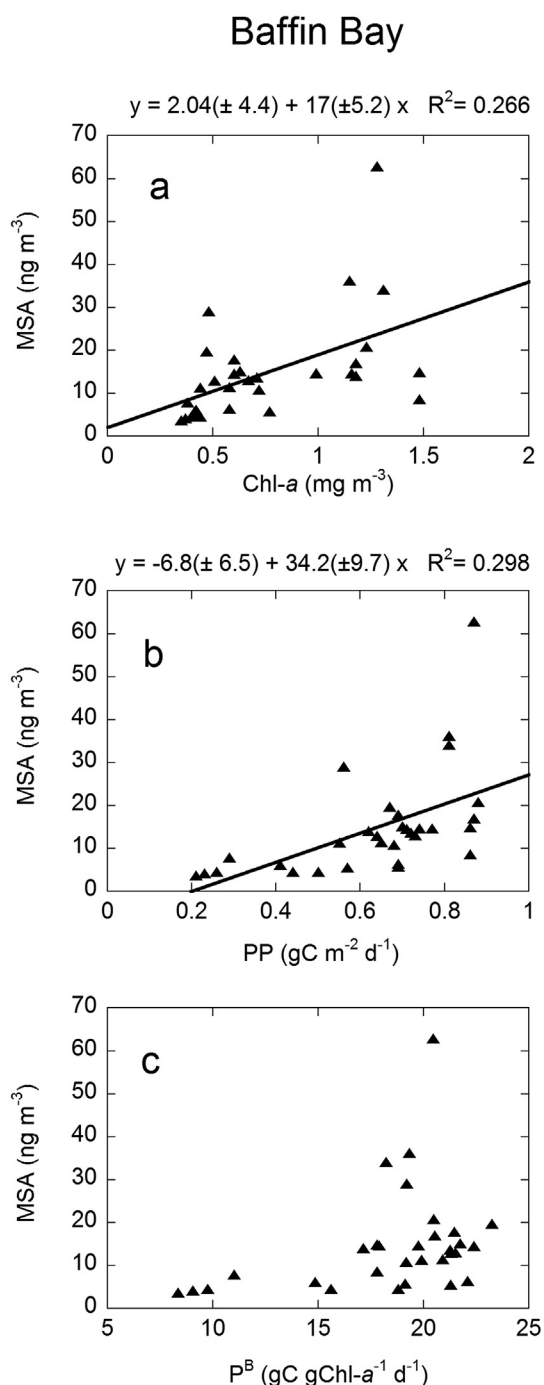 Baffin Bay
y = 2.04(± 4.4) + 17(±5.2) x   R²= 0.266
70
60
50
40
30
20
10
0
a
MSA (ng m⁻³)
0 0.5 1 1.5 2
Chl-a (mg m⁻³)
y = -6.8(± 6.5) + 34.2(±9.7) x   R²= 0.298
70
60
50
40
30
20
10
0
b
MSA (ng m⁻³)
0 0.2 0.4 0.6 0.8 1
PP (gC m⁻² d⁻¹)
70
60
50
40
30
20
10
0
c
MSA (ng m⁻³)
5 10 15 20 25
Pᴮ (gC gChl-a⁻¹ d⁻¹)